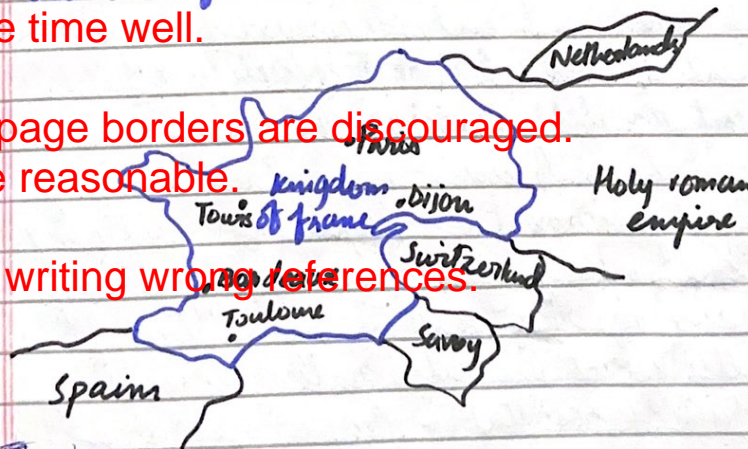 e time well.
Netherlands
page borders are discouraged.
Paris
e reasonable.
Kingdom
of france
Tours
Dijon
Holy roman
empire
Switzerland
writing wrong references.
Bordeaux
Toulouse
Savoy
Spain